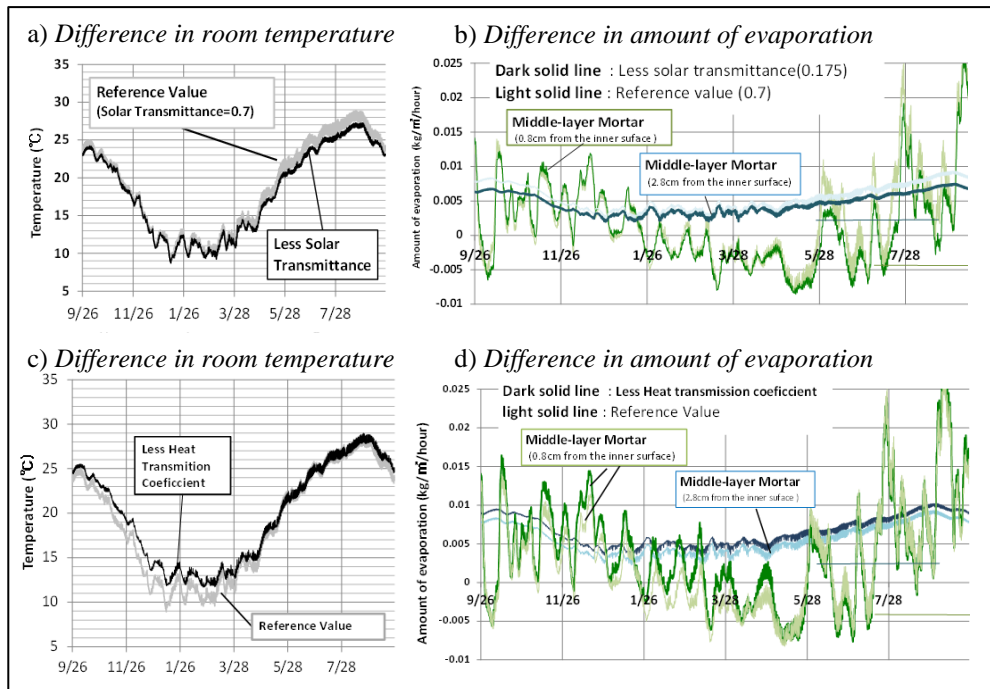 a) Difference in room temperature
35
30
25
20
15
10
5
Temperature (℃)
9/26 11/26 1/26 3/28 5/28 7/28
Reference Value
(Solar Transmittance=0.7)
Less Solar
Transmittance
b) Difference in amount of evaporation
0.025
0.02
0.015
0.01
0.005
0
-0.005
-0.01
Amount of evaporation (kg/㎡/hour)
Dark solid line : Less solar transmittance(0.175)
Light solid line : Reference value (0.7)
Middle-layer Mortar
(0.8cm from the inner suface )
Middle-layer Mortar
(2.8cm from the inner surface)
9/26 11/26 1/26 3/28 5/28 7/28
c) Difference in room temperature
35
30
25
20
15
10
5
Temperature (℃)
9/26 11/26 1/26 3/28 5/28 7/28
Less Heat
Transmition
Coeficcient
Reference Value
d) Difference in amount of evaporation
0.025
0.02
0.015
0.01
0.005
0
-0.005
-0.01
Amount of evaporation (kg/㎡/hour)
Dark solid line : Less Heat transmission coeficcient
light solid line : Reference Value
Middle-layer Mortar
(0.8cm from the inner surface)
Middle-layer Mortar
(2.8cm from the inner suface )
9/26 11/26 1/26 3/28 5/28 7/28